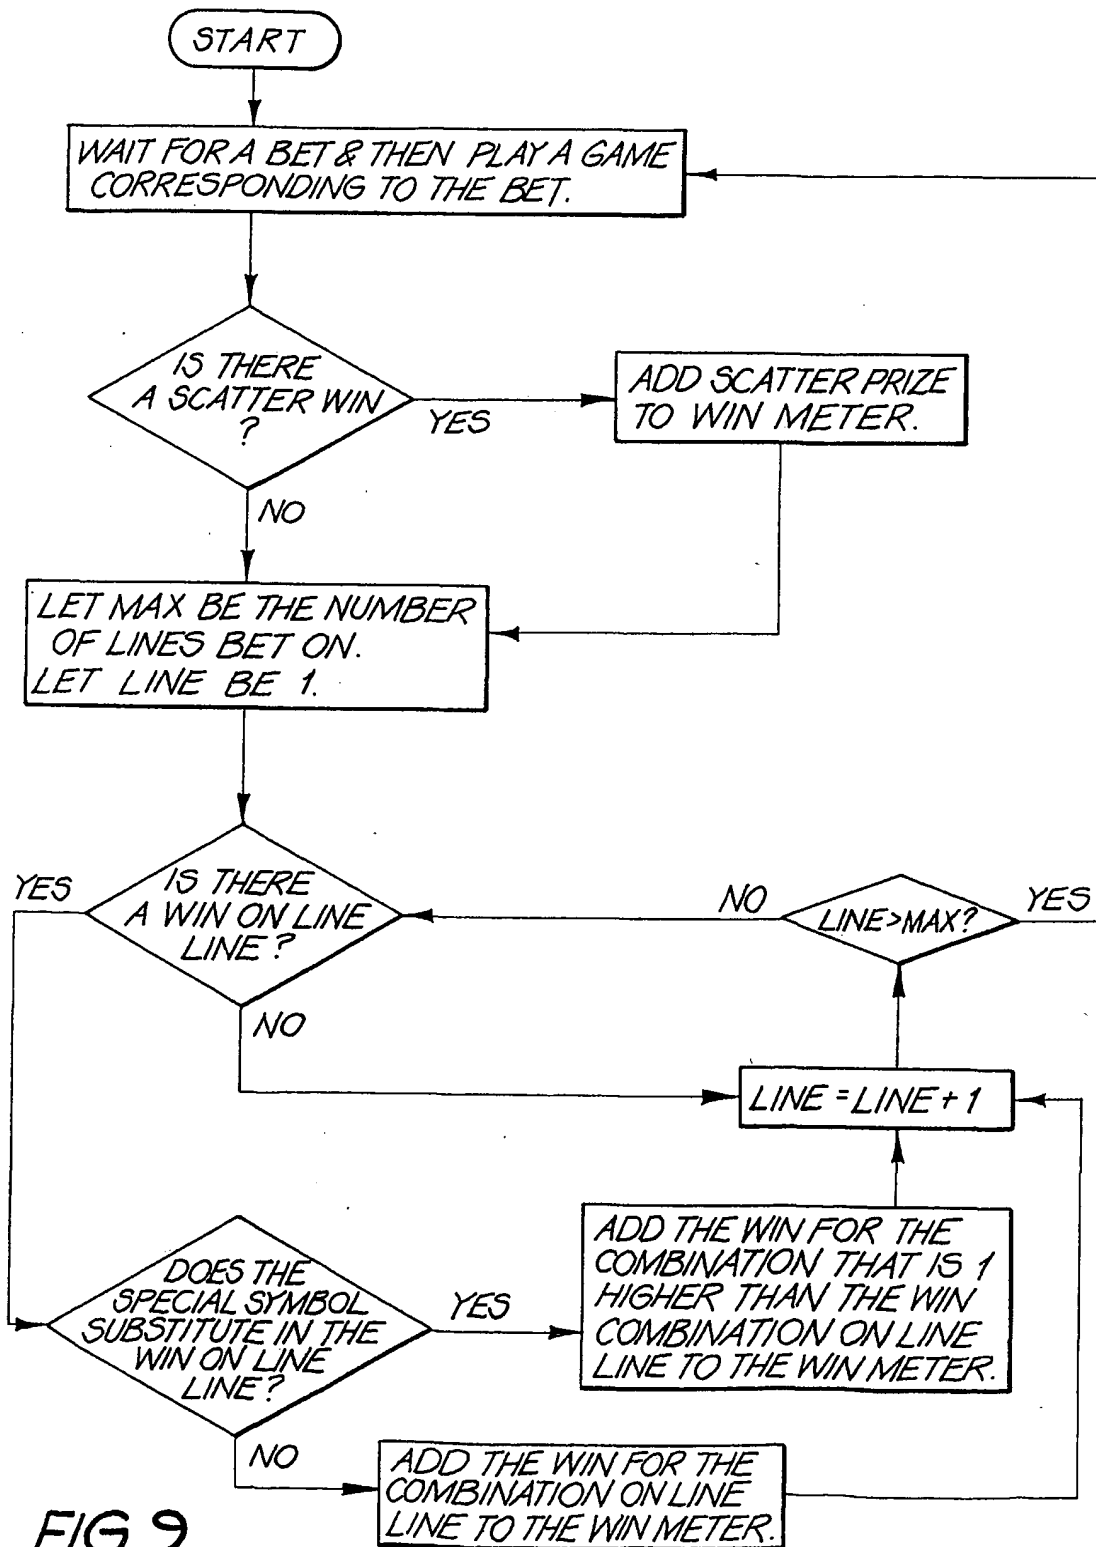 START
WAIT FOR A BET & THEN PLAY A GAME
CORRESPONDING TO THE BET.
IS THERE
A SCATTER WIN
?
YES
ADD SCATTER PRIZE
TO WIN METER.
NO
LET MAX BE THE NUMBER
OF LINES BET ON.
LET LINE BE 1.
YES
IS THERE
A WIN ON LINE
LINE?
NO
LINE>MAX?
YES
NO
LINE = LINE + 1
DOES THE
SPECIAL SYMBOL
SUBSTITUTE IN THE
WIN ON LINE
LINE?
YES
ADD THE WIN FOR THE
COMBINATION THAT IS 1
HIGHER THAN THE WIN
COMBINATION ON LINE
LINE TO THE WIN METER.
NO
ADD THE WIN FOR THE
COMBINATION ON LINE
LINE TO THE WIN METER.
FIG 9